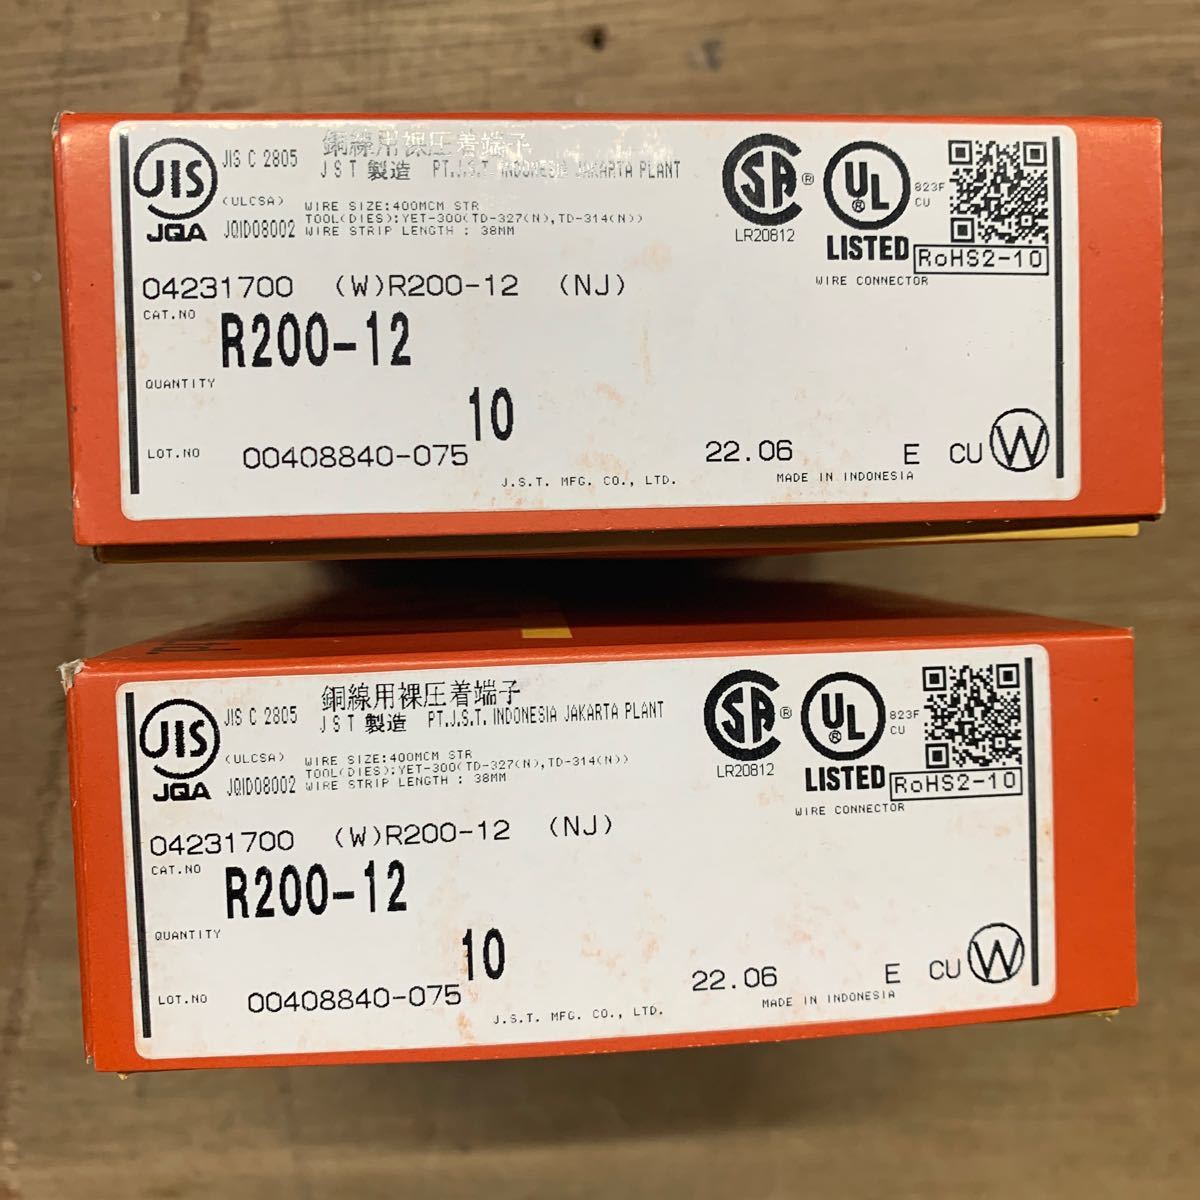 銅線用裸圧着端子
JIS
JIS C 2805
JST 製造 PT.J.S.T. INDONESIA JAKARTA PLANT
(ULCSA) WIRE SIZE:400MCM STR
TOOL(DIES):YET-300(TD-327(N),TD-314(N))
JQA JQID08002 WIRE STRIP LENGTH : 38MM
SA ®
LR20812
UL ®
LISTED
823F
CU
RoHS2-10
WIRE CONNECTOR
04231700 (W)R200-12 (NJ)
CAT.NO
R200-12
QUANTITY
10
LOT.NO 00408840-075
22.06 E CU W
J.S.T. MFG. CO., LTD.
MADE IN INDONESIA
銅線用裸圧着端子
JIS
JIS C 2805
JST 製造 PT.J.S.T. INDONESIA JAKARTA PLANT
(ULCSA) WIRE SIZE:400MCM STR
TOOL(DIES):YET-300(TD-327(N),TD-314(N))
JQA JQID08002 WIRE STRIP LENGTH : 38MM
SA ®
LR20812
UL ®
LISTED
823F
CU
RoHS2-10
WIRE CONNECTOR
04231700 (W)R200-12 (NJ)
CAT.NO
R200-12
QUANTITY
10
LOT.NO 00408840-075
22.06 E CU W
J.S.T. MFG. CO., LTD.
MADE IN INDONESIA